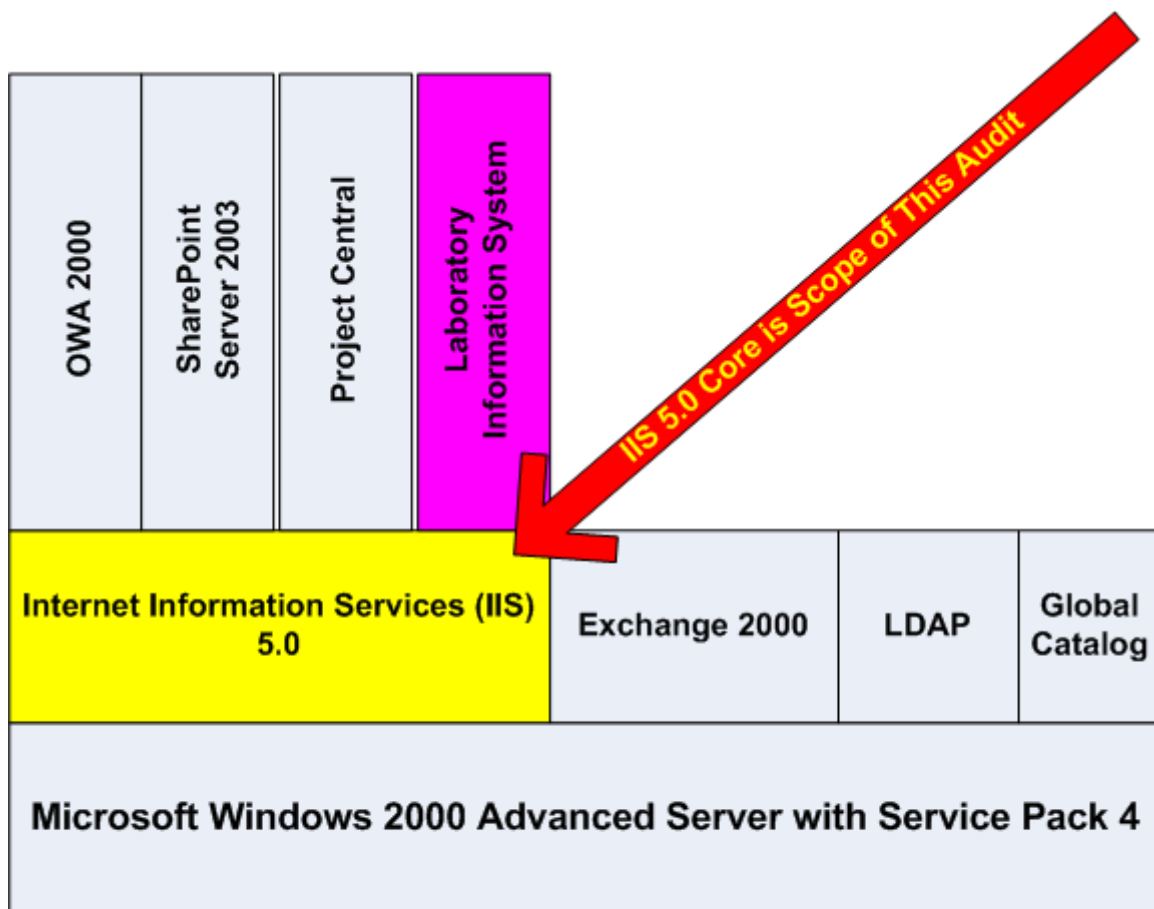 OWA 2000
SharePoint
Server 2003
Project Central
Laboratory
Information System
IIS 5.0 Core is Scope of This Audit
Internet Information Services (IIS)
5.0
Exchange 2000
LDAP
Global
Catalog
Microsoft Windows 2000 Advanced Server with Service Pack 4